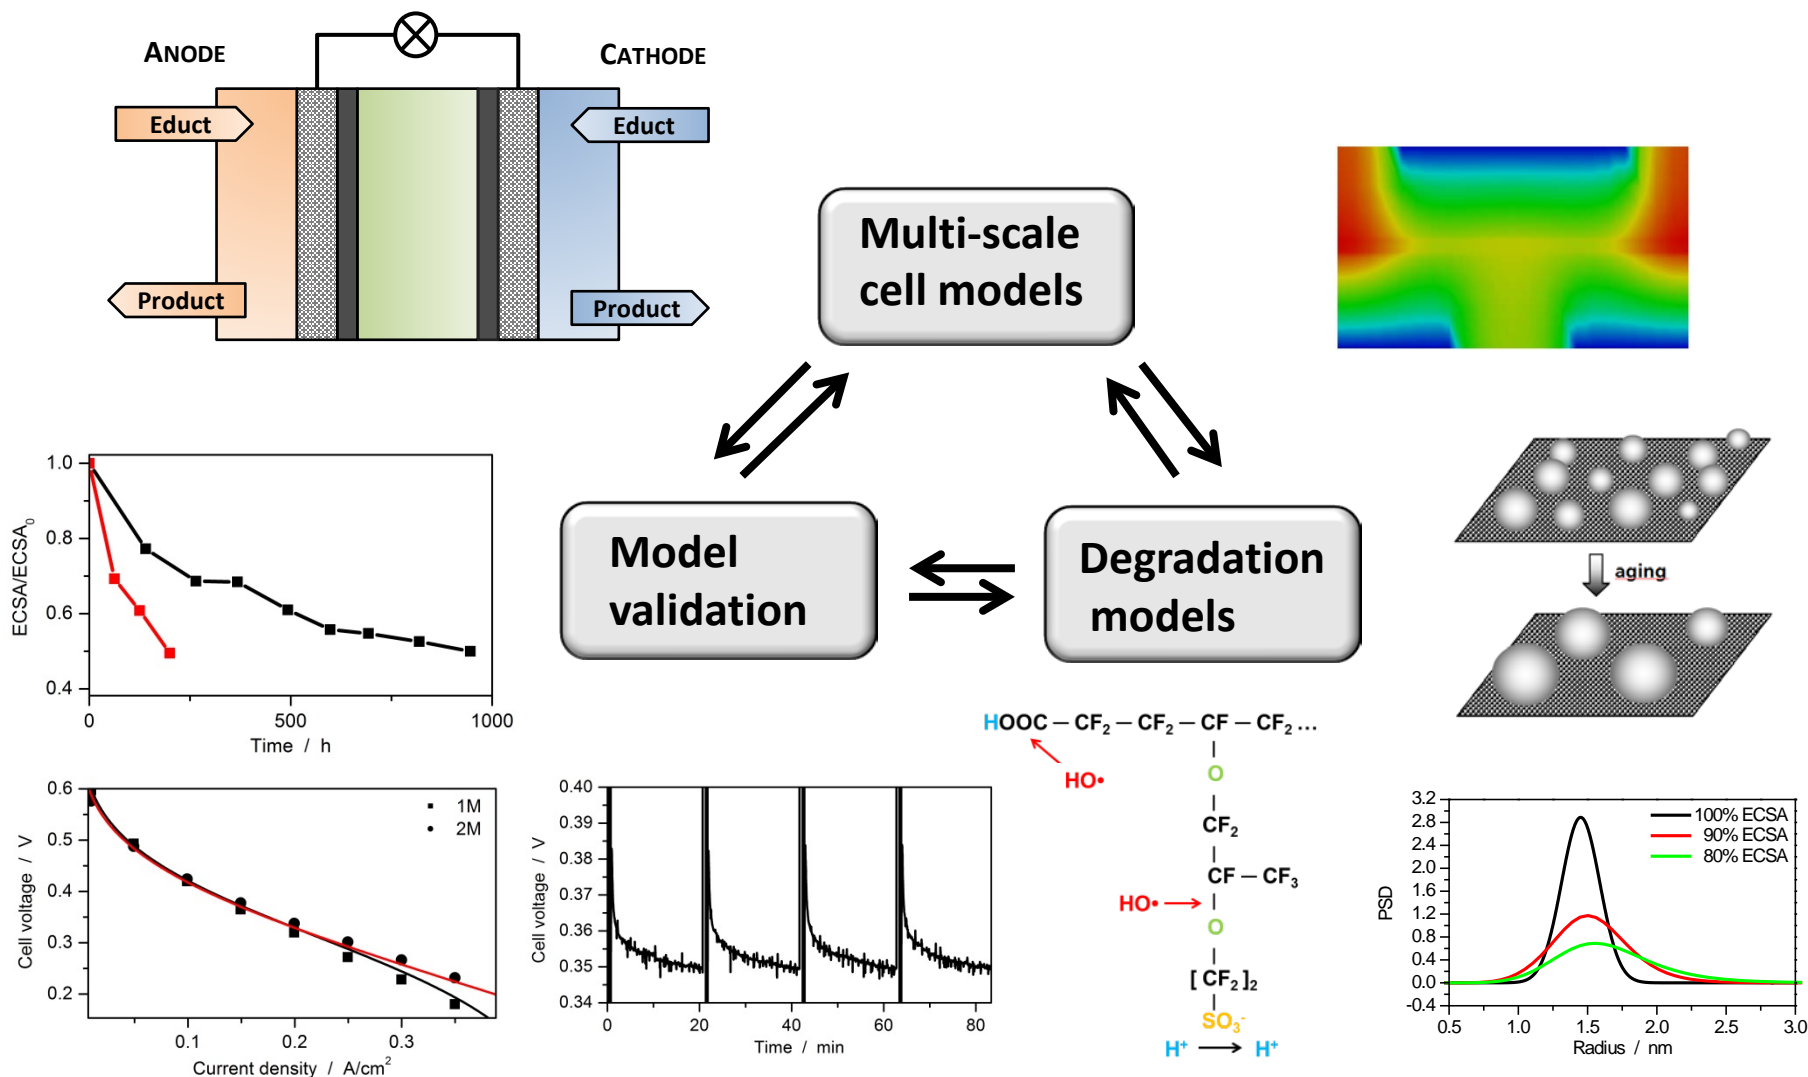 ANODE
CATHODE
Educt
Educt
Product
Product
Multi-scale
cell models
Model
validation
Degradation
models
aging
1.0
0.8
0.6
0.4
ECSA/ECSA0
0
500
1000
Time / h
0.6
0.5
0.4
0.3
0.2
Cell voltage / V
1M
2M
0.1
0.2
0.3
Current density / A/cm²
0.40
0.39
0.38
0.37
0.36
0.35
0.34
Cell voltage / V
0
20
40
60
80
Time / min
HOOC — CF₂ — CF₂ — CF — CF₂ ...
HO•
O
CF₂
CF — CF₃
HO•
O
[ CF₂ ]₂
SO₃⁻
H⁺ → H⁺
3.2
2.8
2.4
2.0
1.6
1.2
0.8
0.4
0.0
-0.4
PSD
100% ECSA
90% ECSA
80% ECSA
0.5
1.0
1.5
2.0
2.5
3.0
Radius / nm